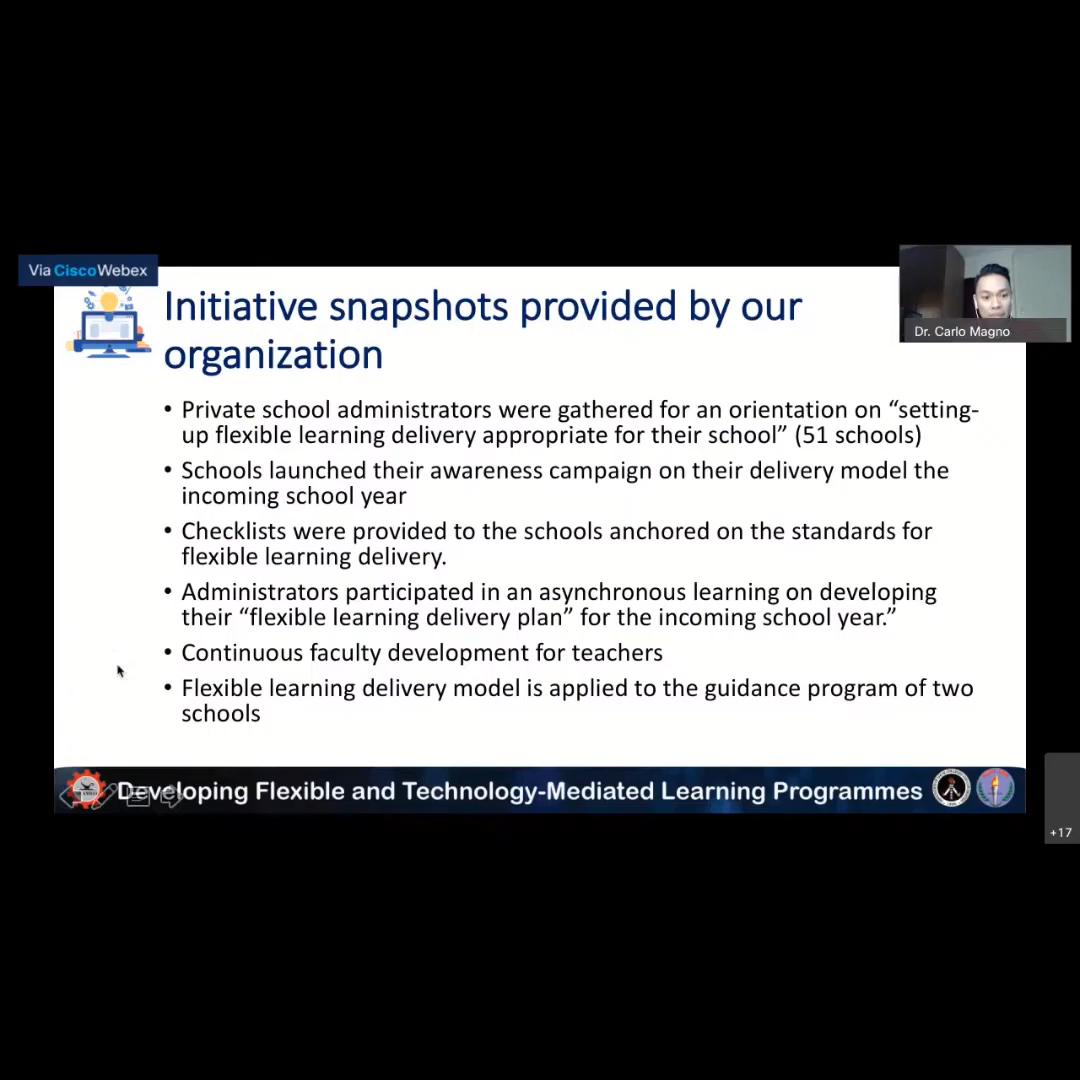 Via CiscoWebex
Initiative snapshots provided by our
organization
Dr. Carlo Magno
• Private school administrators were gathered for an orientation on “setting-
up flexible learning delivery appropriate for their school” (51 schools)
• Schools launched their awareness campaign on their delivery model the
incoming school year
• Checklists were provided to the schools anchored on the standards for
flexible learning delivery.
• Administrators participated in an asynchronous learning on developing
their “flexible learning delivery plan” for the incoming school year.”
• Continuous faculty development for teachers
• Flexible learning delivery model is applied to the guidance program of two
schools
Developing Flexible and Technology-Mediated Learning Programmes
+17